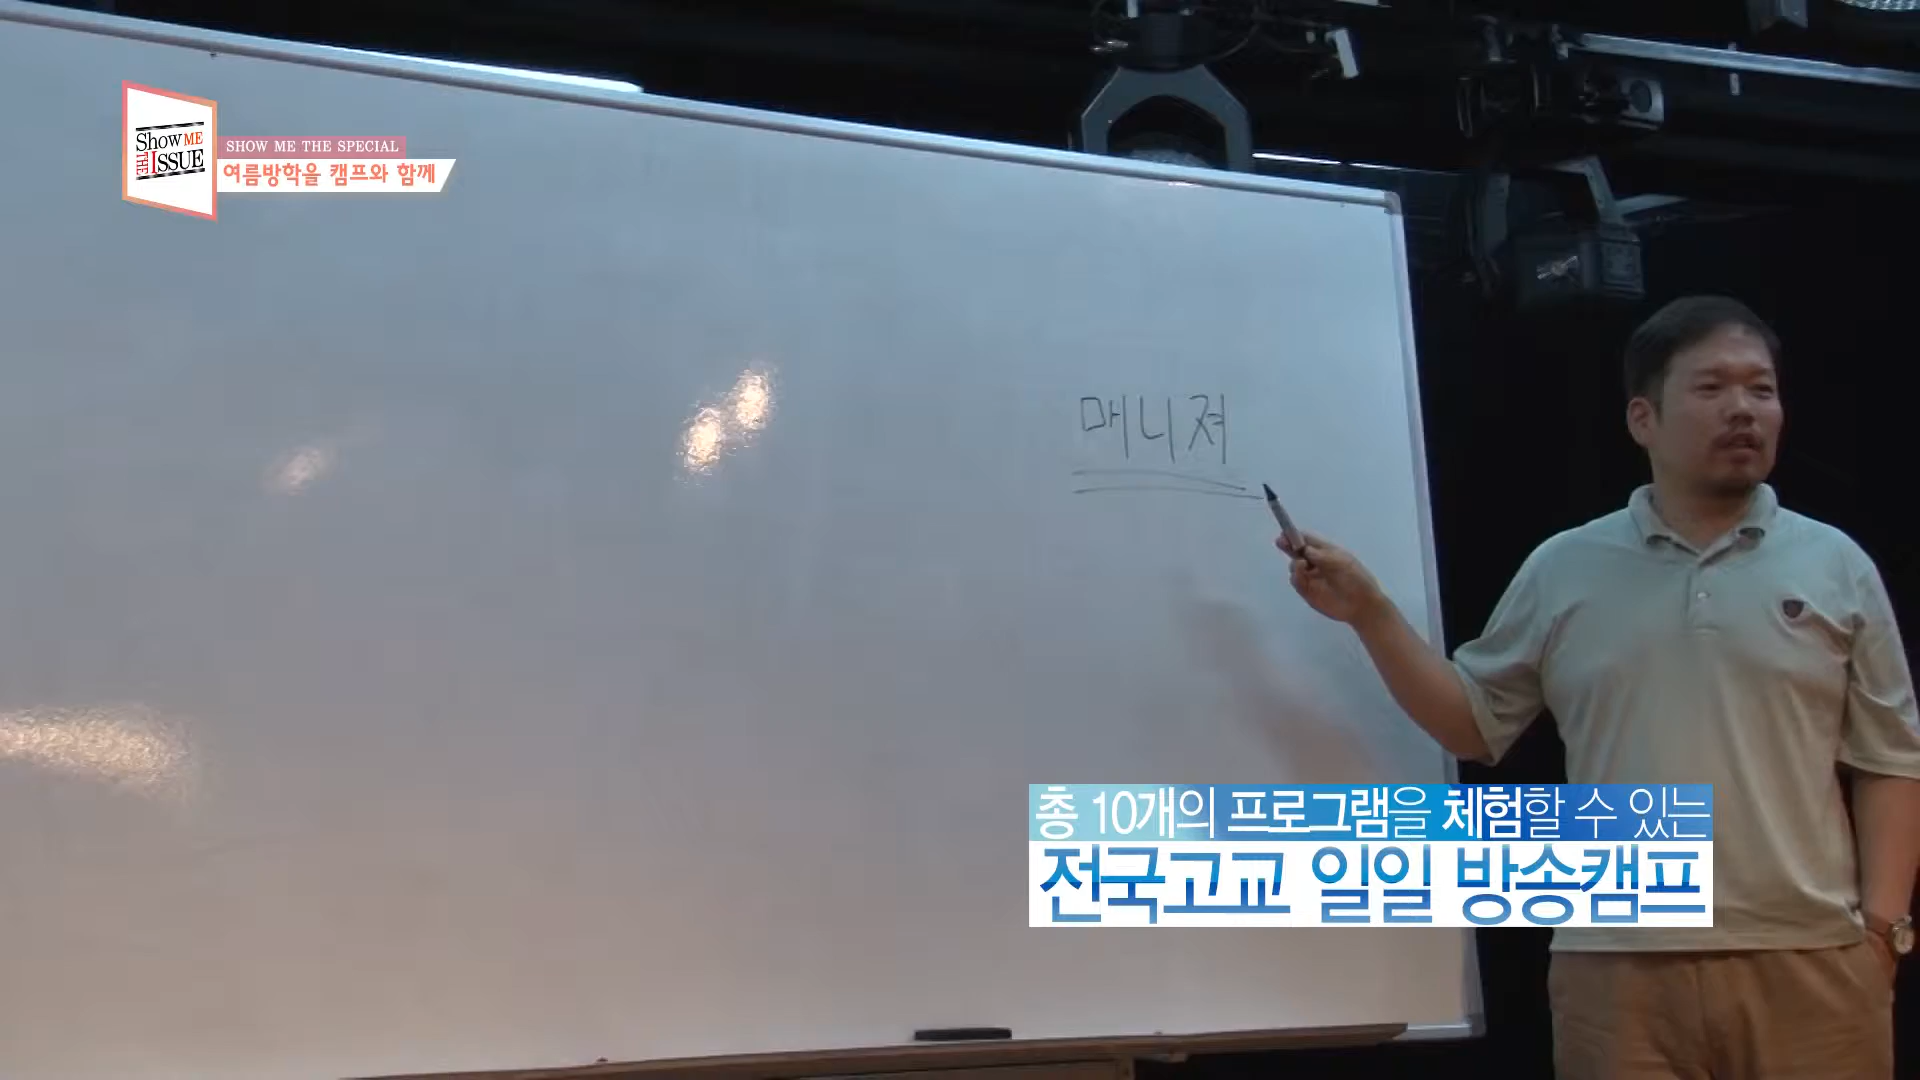 Show ME
THE ISSUE
SHOW ME THE SPECIAL
여름방학을 캠프와 함께
매니져
총 10개의 프로그램을 체험할 수 있는
전국고교 일일 방송캠프